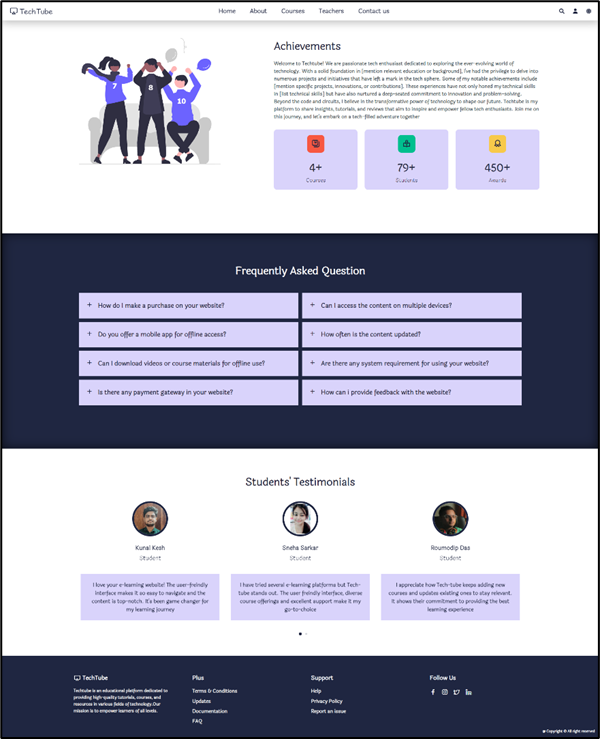 TechTube
Home About Courses Teachers Contact us
Achievements
Welcome to Techtube! We are passionate tech enthusiast dedicated to exploring the ever-evolving world of
technology. With a solid foundation in [mention relevant education or background], I've had the privilege to delve into
numerous projects and initiatives that have left a mark in the tech sphere. Some of my notable achievements include
[mention specific projects, innovations, or contributions]. These experiences have not only honed my technical skills
in [list technical skills] but have also nurtured a deep-seated commitment to innovation and problem-solving.
Beyond the code and circuits, I believe in the transformative power of technology to shape our future. Techtube is my
platform to share insights, tutorials, and reviews that aim to inspire and empower fellow tech enthusiasts. Join me on
this journey, and let's embark on a tech-filled adventure together
7
8
10
4+
Courses
79+
Students
450+
Awards
Frequently Asked Question
+ How do I make a purchase on your website?
+ Can I access the content on multiple devices?
+ Do you offer a mobile app for offline access?
+ How often is the content updated?
+ Can I download videos or course materials for offline use?
+ Are there any system requirement for using your website?
+ Is there any payment gateway in your website?
+ How can i provide feedback with the website?
Students' Testimonials
Kunal Kesh
Student
I love your e-learning website! The user-freindly
interface makes it so easy to navigate and the
content is top-notch. It's been game changer for
my learning journey
Sneha Sarkar
Student
I have tried several e-learning platforms but Tech-
tube stands out. The user freindly interface, diverse
course offerings and excellent support make it my
go-to-choice
Roumodip Das
Student
I appreciate how Tech-tube keeps adding new
courses and updates existing ones to stay relevant.
It shows their commitment to providing the best
learning experience
TechTube
Techtube is an educational platform dedicated to
providing high-quality tutorials, courses, and
resources in various fields of technology.Our
mission is to empower learners of all levels.
Plus
Terms & Conditions
Updates
Documentation
FAQ
Support
Help
Privacy Policy
Report an issue
Follow Us
@ Copyright © All right reserved